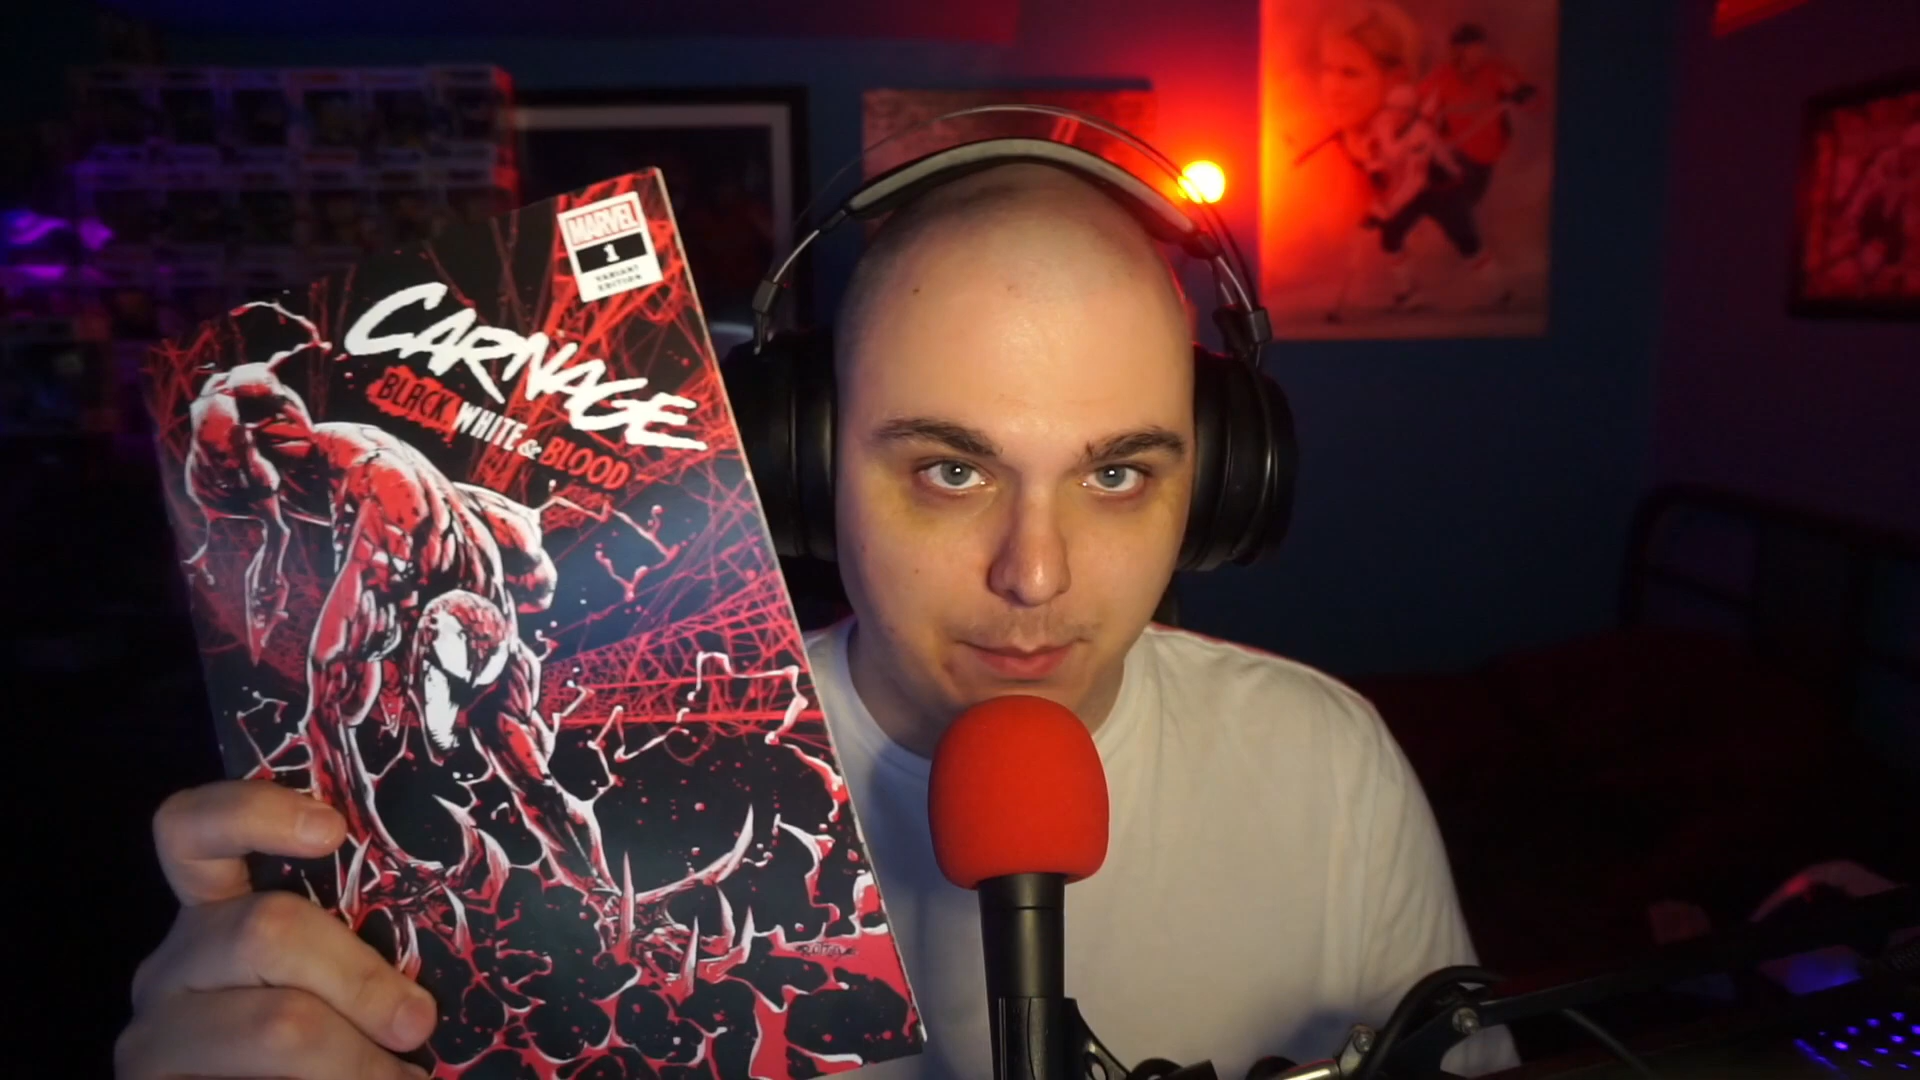 MARVEL
1
VARIANT
EDITION
CARNAGE
BLACK, WHITE & BLOOD